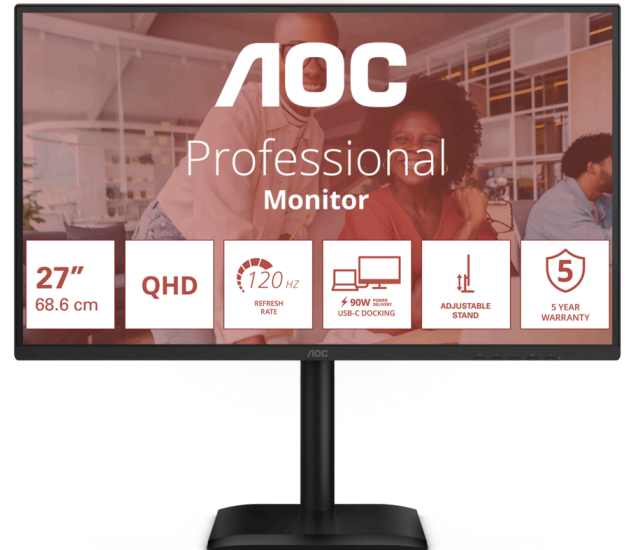 AOC
Professional
Monitor
27”
68.6 cm
QHD
120 HZ
REFRESH
RATE
90W POWER DELIVERY
USB-C DOCKING
ADJUSTABLE
STAND
5
5 YEAR
WARRANTY
AOC